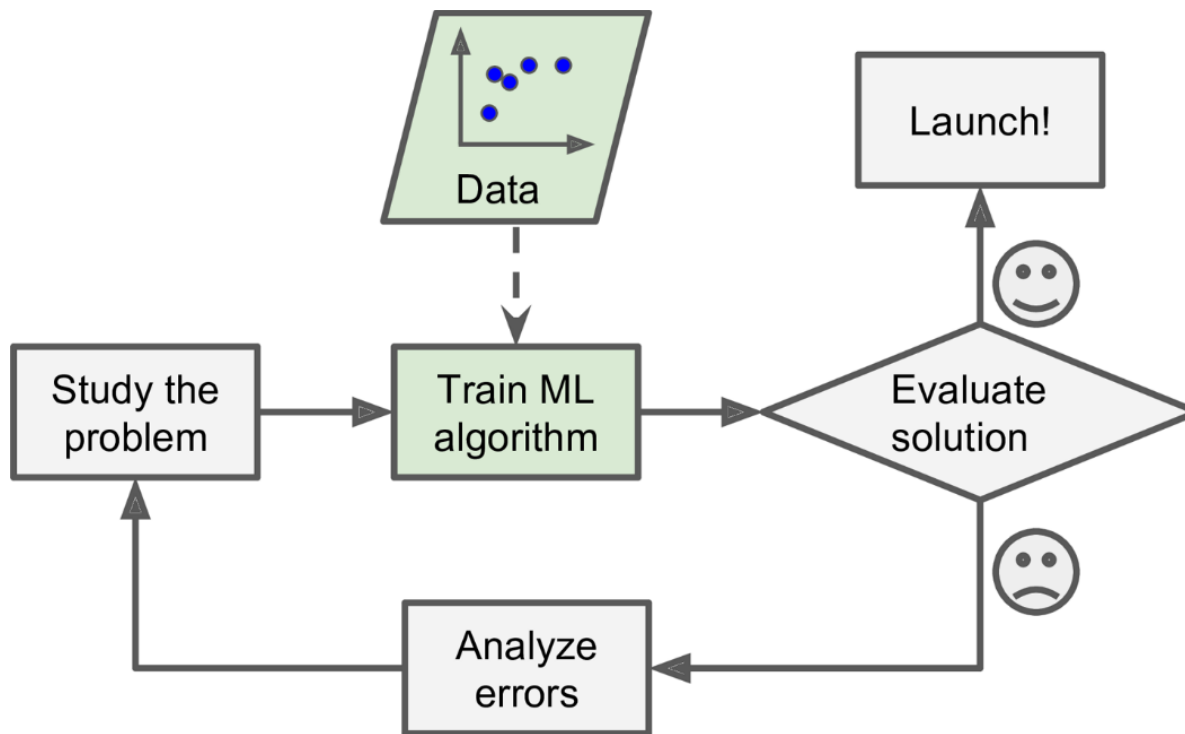 Data
Launch!
Study the
problem
Train ML
algorithm
Evaluate
solution
Analyze
errors